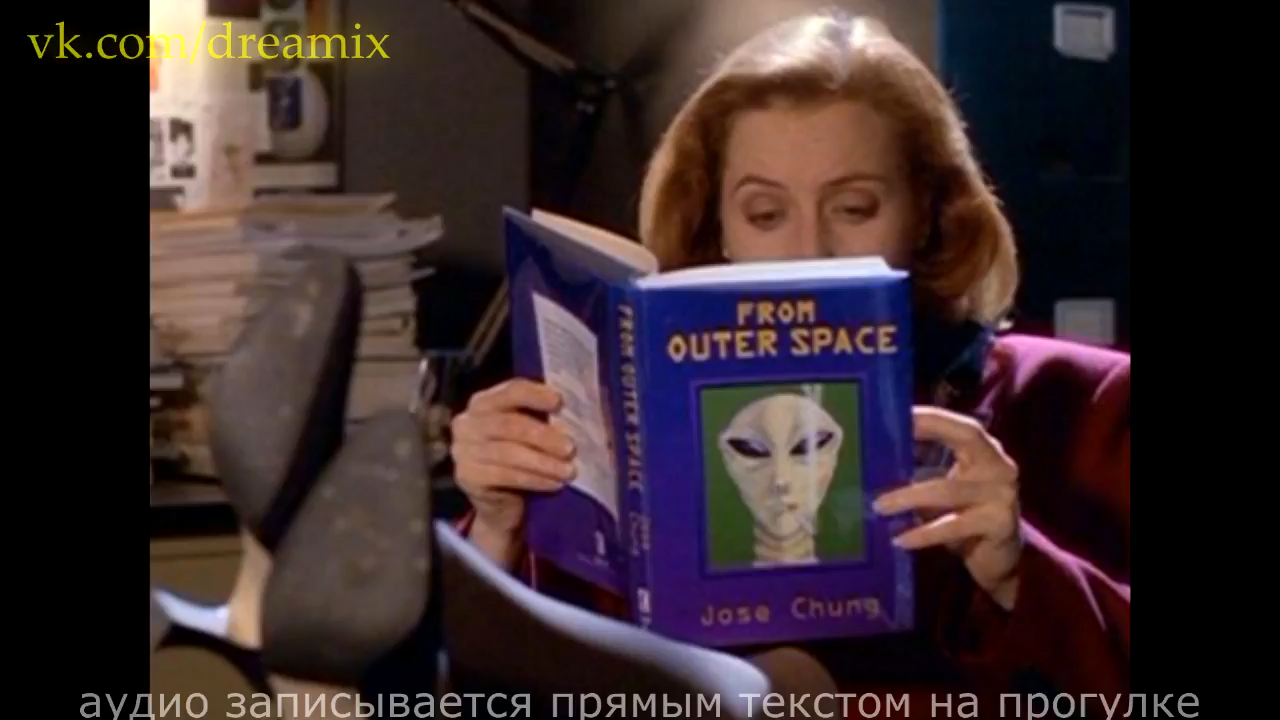 vk.com/dreamix
FROM
OUTER SPACE
FROM OUTER SPACE
Jose Chung
аудио записывается прямым текстом на прогулке